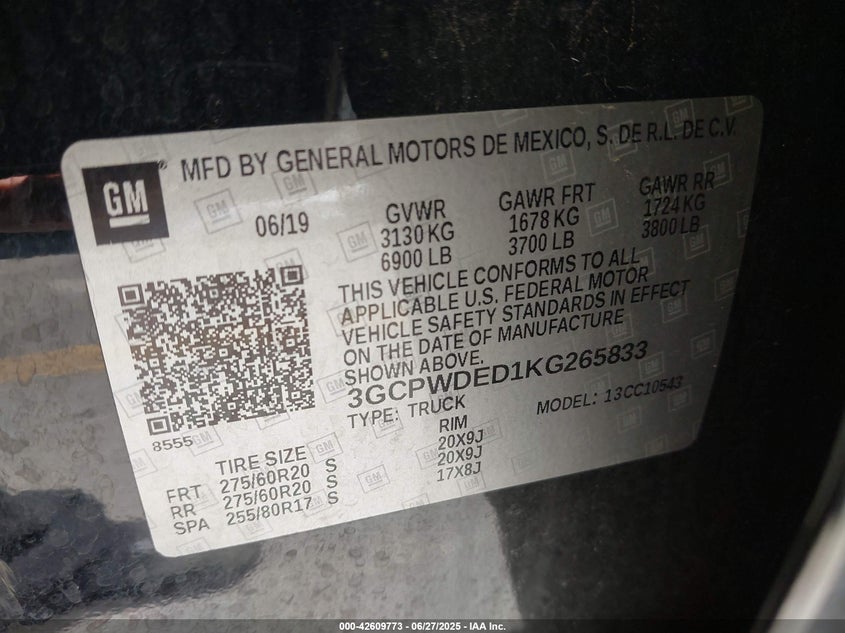 GM
® MFD BY GENERAL MOTORS DE MEXICO, S. DE R.L. DE C.V.
06/19
GVWR GAWR FRT GAWR RR
3130 KG 1678 KG 1724 KG
6900 LB 3700 LB 3800 LB
THIS VEHICLE CONFORMS TO ALL
APPLICABLE U.S. FEDERAL MOTOR
VEHICLE SAFETY STANDARDS IN EFFECT
ON THE DATE OF MANUFACTURE
SHOWN ABOVE.
3GCPWDED1KG265833
TYPE: TRUCK MODEL: 13CC10543
8555
TIRE SIZE RIM
FRT 275/60R20 S 20X9J
RR 275/60R20 S 20X9J
SPA 255/80R17 S 17X8J
000-42609773 - 06/27/2025 - IAA Inc.